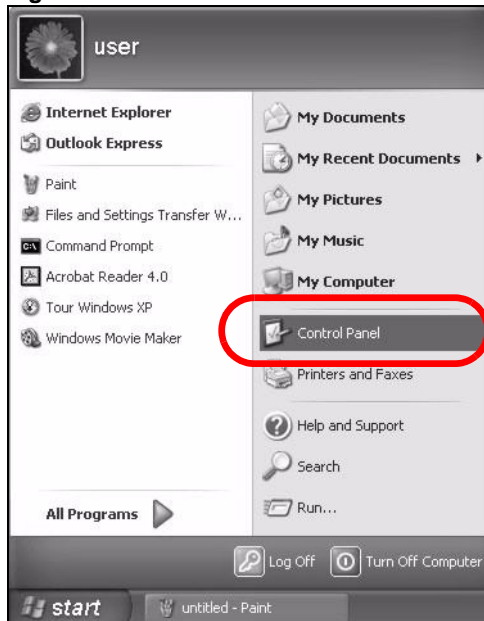 user
Internet Explorer
Outlook Express
Paint
Files and Settings Transfer W...
Command Prompt
Acrobat Reader 4.0
Tour Windows XP
Windows Movie Maker
All Programs
My Documents
My Recent Documents
My Pictures
My Music
My Computer
Control Panel
Printers and Faxes
Help and Support
Search
Run...
Log Off
Turn Off Computer
start
untitled - Paint